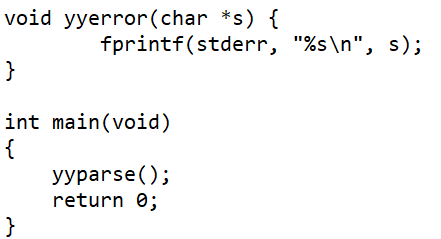 void yyerror(char *s) {
        fprintf(stderr, "%s\n", s);
}

int main(void)
{
    yyparse();
    return 0;
}